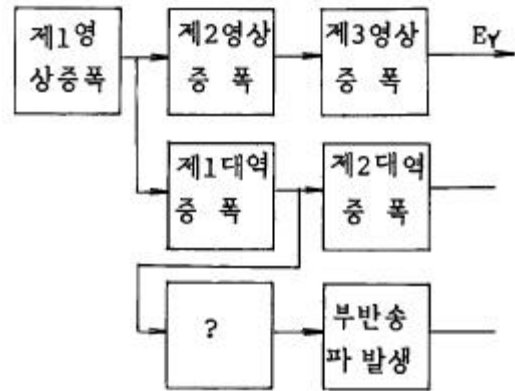 제1영
상증폭
제2영상
증 폭
제3영상
증 폭
EY
제1대역
증 폭
제2대역
증 폭
?
부반송
파 발생